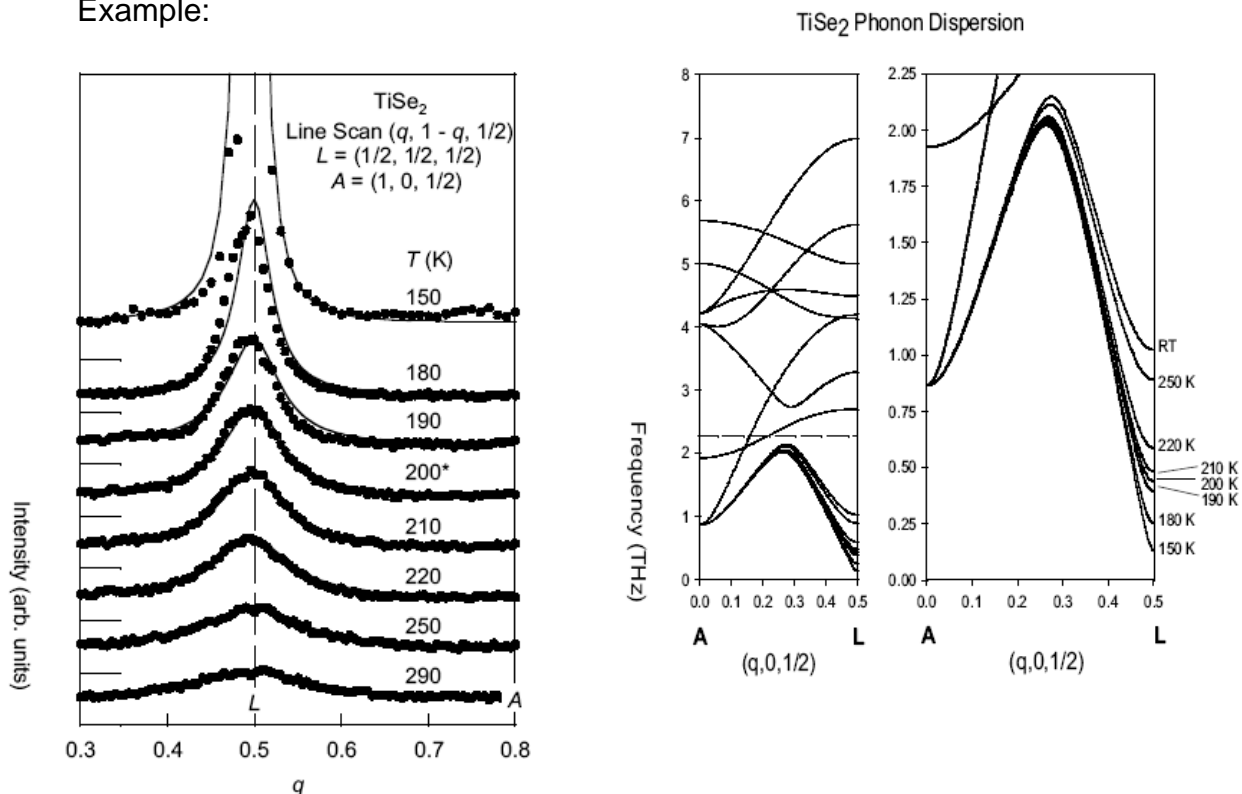 Example:
TiSe2
Line Scan (q, 1 - q, 1/2)
L = (1/2, 1/2, 1/2)
A = (1, 0, 1/2)
T (K)
150
180
190
200*
210
220
250
290
L
A
0.3 0.4 0.5 0.6 0.7 0.8
q
Intensity (arb. units)
TiSe2 Phonon Dispersion
8
7
6
5
4
3
2
1
0
0.0 0.1 0.2 0.3 0.4 0.5
A L
(q,0,1/2)
Frequency (THz)
2.25
2.00
1.75
1.50
1.25
1.00
0.75
0.50
0.25
0.00
0.0 0.1 0.2 0.3 0.4 0.5
A L
(q,0,1/2)
RT
250 K
220 K
210 K
200 K
190 K
180 K
150 K